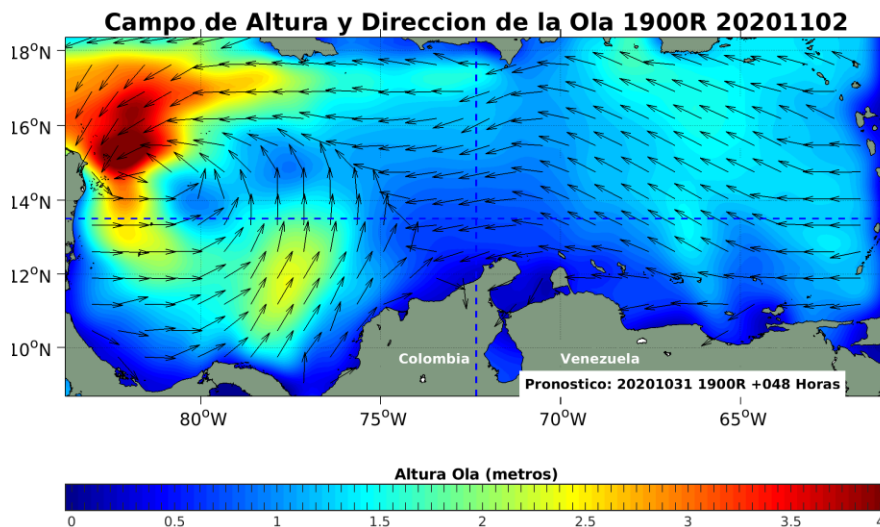 Campo de Altura y Direccion de la Ola 1900R 20201102
18°N
16°N
14°N
12°N
10°N
Colombia
Venezuela
Pronostico: 20201031 1900R +048 Horas
80°W
75°W
70°W
65°W
Altura Ola (metros)
0 0.5 1 1.5 2 2.5 3 3.5 4